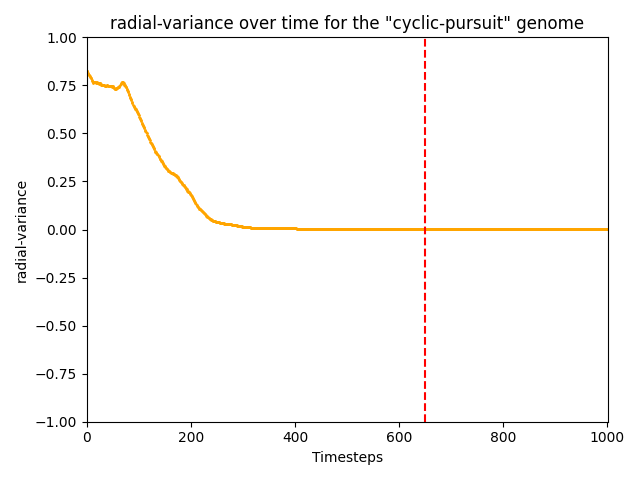 radial-variance over time for the "cyclic-pursuit" genome
1.00
0.75
0.50
0.25
0.00
−0.25
−0.50
−0.75
−1.00
radial-variance
0 200 400 600 800 1000
Timesteps